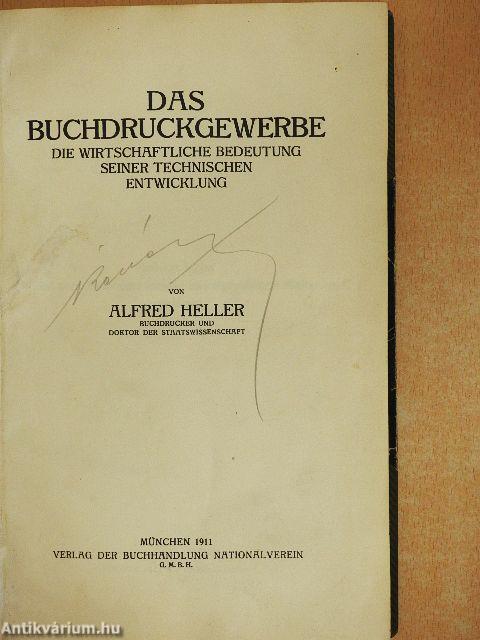 DAS
BUCHDRUCKGEWERBE
DIE WIRTSCHAFTLICHE BEDEUTUNG
SEINER TECHNISCHEN
ENTWICKLUNG
VON
ALFRED HELLER
BUCHDRUCKER UND
DOKTOR DER STAATSWISSENSCHAFT
MÜNCHEN 1911
VERLAG DER BUCHHANDLUNG NATIONALVEREIN
G. M. B. H.
Antikvárium.hu